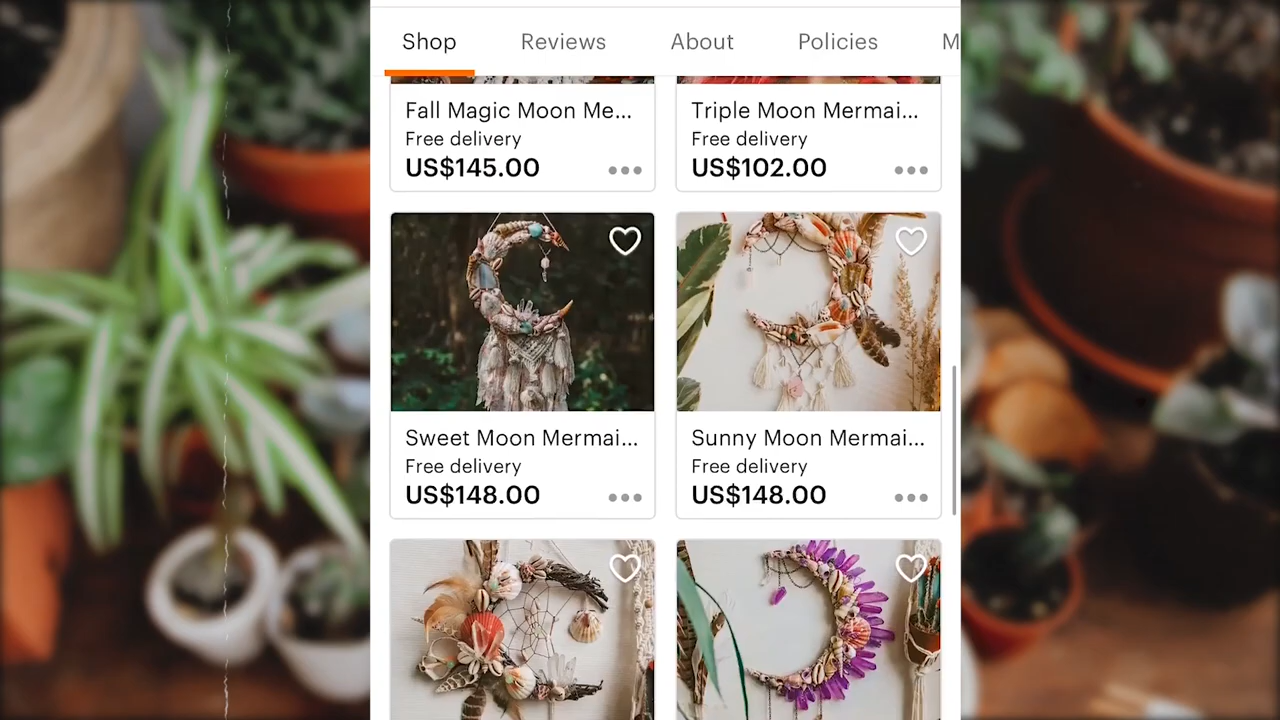 Shop Reviews About Policies M
Fall Magic Moon Me...
Free delivery
US$145.00
Triple Moon Mermai...
Free delivery
US$102.00
Sweet Moon Mermai...
Free delivery
US$148.00
Sunny Moon Mermai...
Free delivery
US$148.00